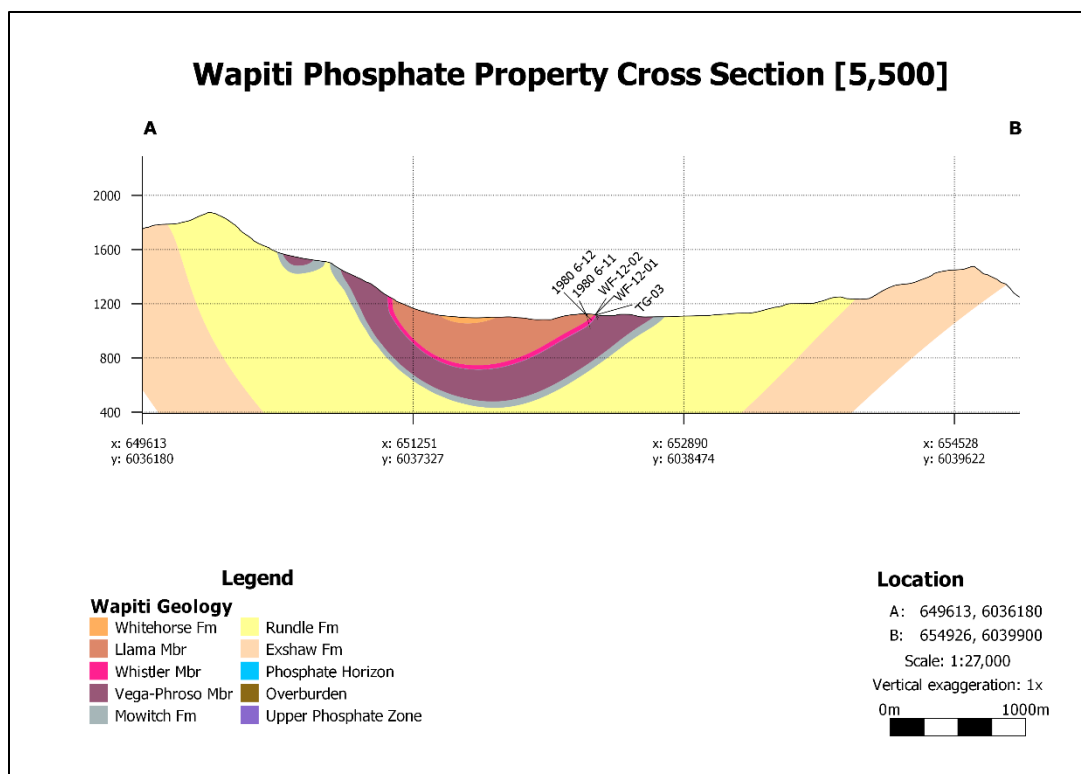 Wapiti Phosphate Property Cross Section [5,500]
A
B
2000
1600
1200
800
400
1980 6-12
1980 6-11
WF-12-02
WF-12-01
TG-03
x: 649613
y: 6036180
x: 651251
y: 6037327
x: 652890
y: 6038474
x: 654528
y: 6039622
Legend
Wapiti Geology
Whitehorse Fm
Llama Mbr
Whistler Mbr
Vega-Phroso Mbr
Mowitch Fm
Rundle Fm
Exshaw Fm
Phosphate Horizon
Overburden
Upper Phosphate Zone
Location
A: 649613, 6036180
B: 654926, 6039900
Scale: 1:27,000
Vertical exaggeration: 1x
0m 1000m